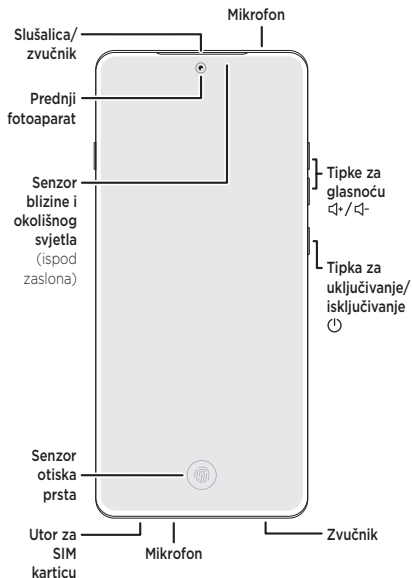 Mikrofon
Slušalica/
zvučnik
Prednji
fotoaparat
Senzor
blizine i
okolišnog
svjetla
(ispod
zaslona)
Tipke za
glasnoću
+/-
Tipka za
uključivanje/
isključivanje
Senzor
otiska
prsta
Utor za
SIM
karticu
Mikrofon
Zvučnik